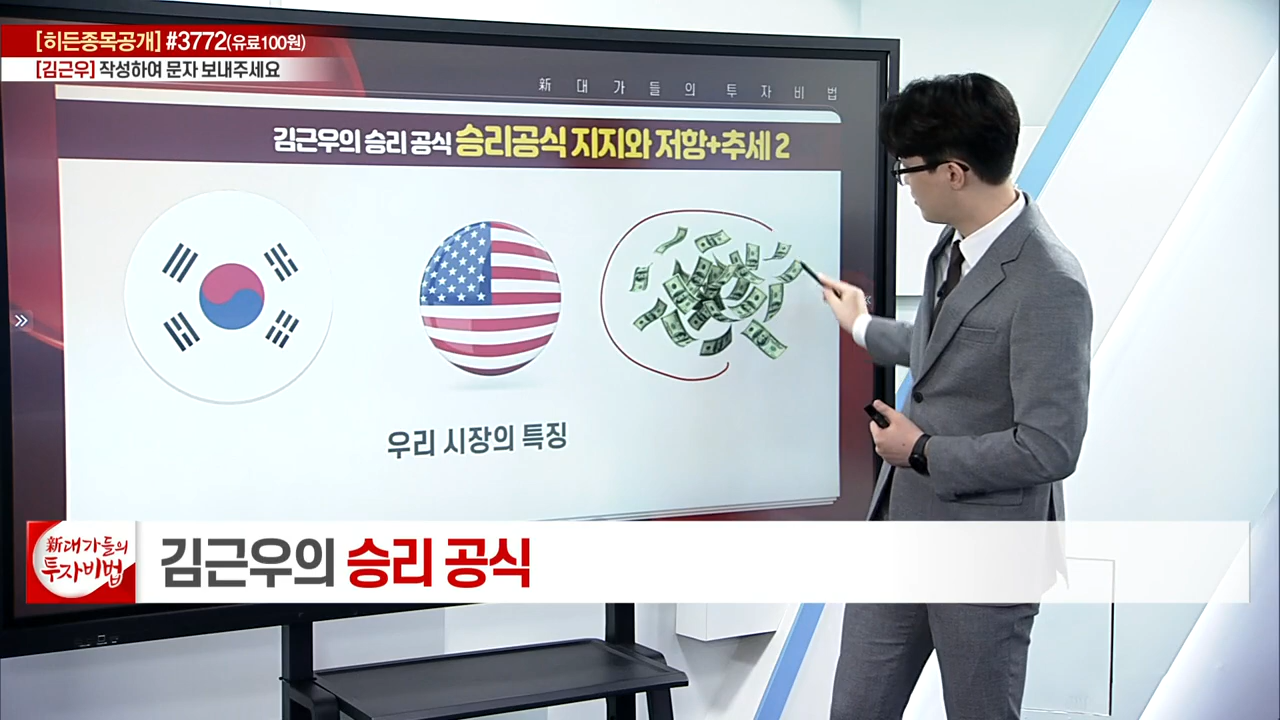 [히든종목공개] #3772(유료100원)
[김근우] 작성하여 문자 보내주세요
新 대 가 들 의 투 자 비 법
김근우의 승리 공식 승리공식 지지와 저항+추세 2
우리 시장의 특징
新대가들의
투자비법
김근우의 승리 공식